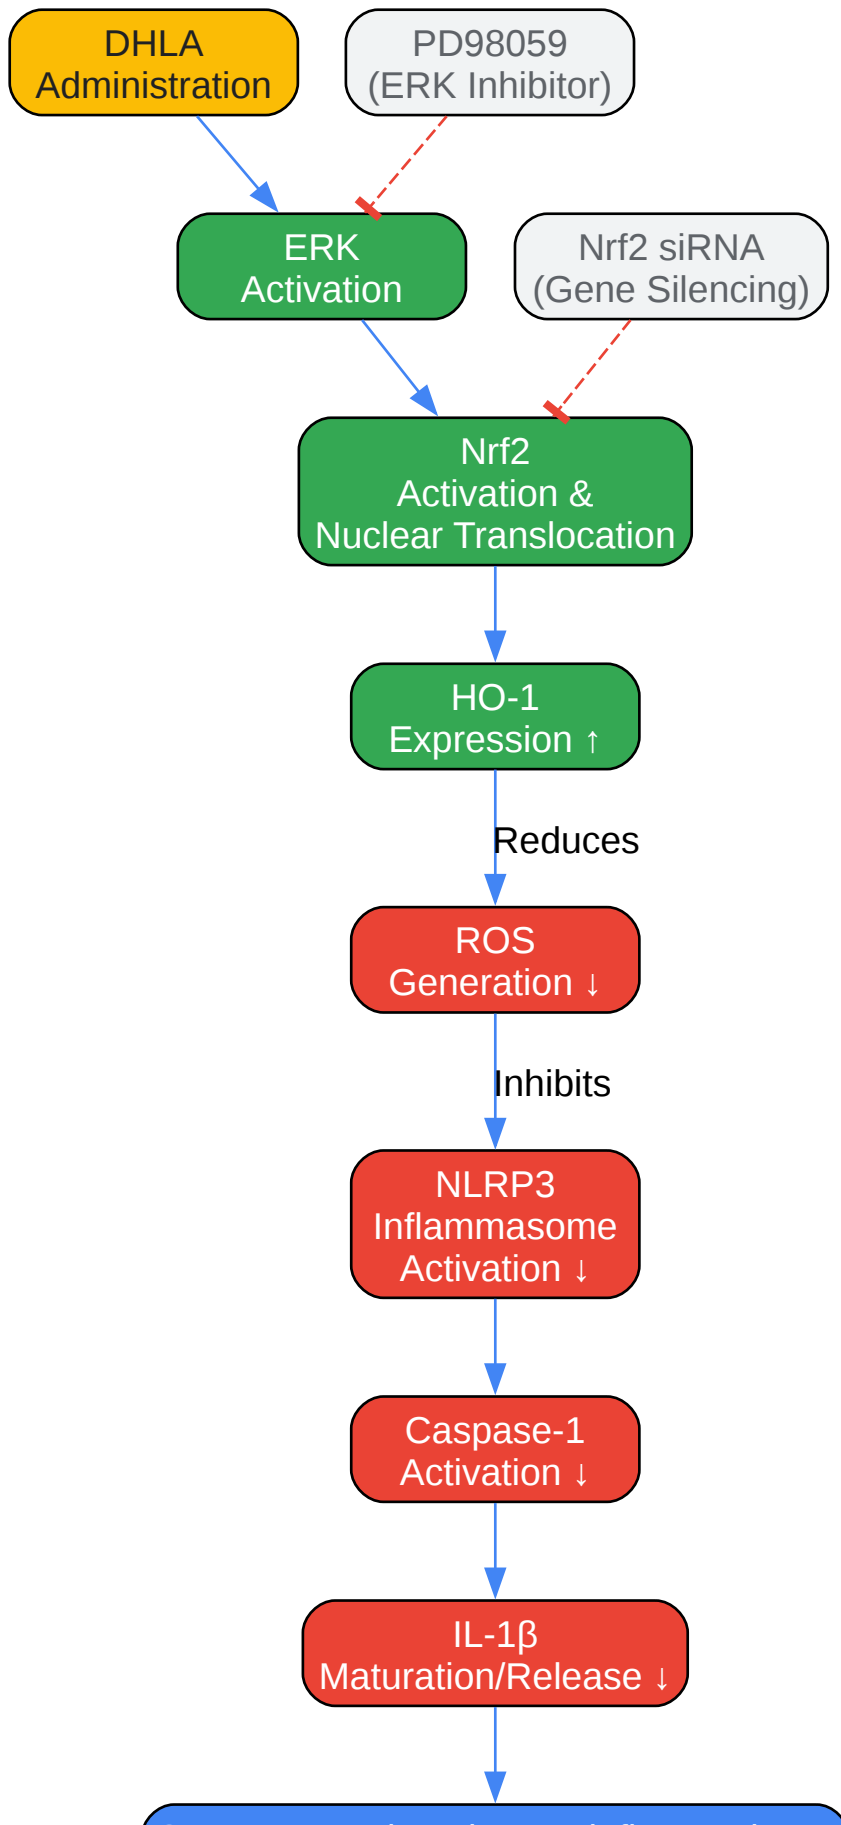 DHLA
Administration
PD98059
(ERK Inhibitor)
ERK
Activation
Nrf2 siRNA
(Gene Silencing)
Nrf2
Activation &
Nuclear Translocation
HO-1
Expression ↑
Reduces
ROS
Generation ↓
Inhibits
NLRP3
Inflammasome
Activation ↓
Caspase-1
Activation ↓
IL-1β
Maturation/Release ↓